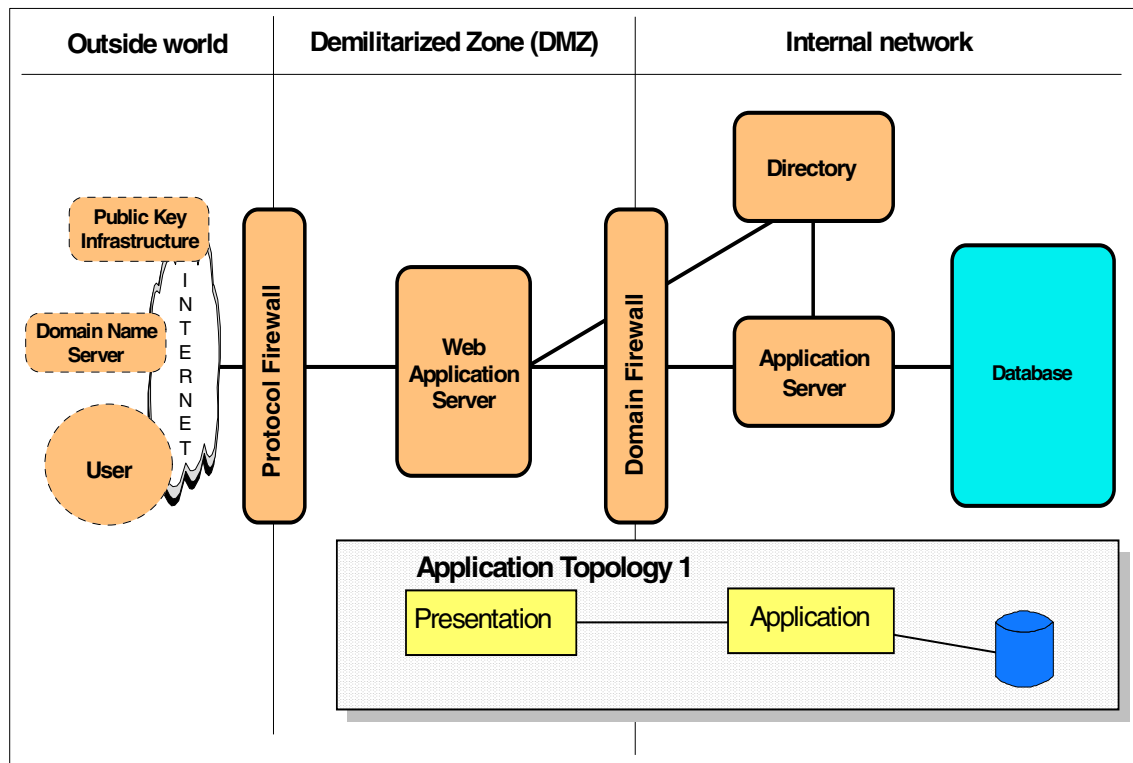 Outside world
Demilitarized Zone (DMZ)
Internal network
Public Key
Infrastructure
Domain Name
Server
User
INTERNET
Protocol Firewall
Web
Application
Server
Domain Firewall
Directory
Application
Server
Database
Application Topology 1
Presentation
Application